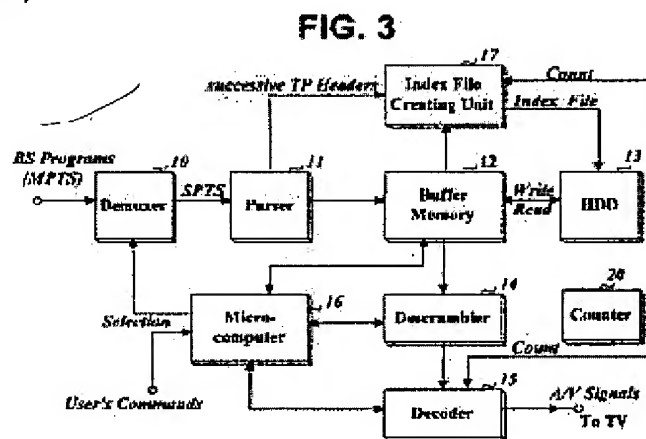 FIG. 3
17
successive TP Headers
Index File
Creating Unit
Count
Index File
BS Programs
(MPTS)
10
Demuxer
SPTS
11
Parser
12
Buffer
Memory
Write
Read
13
HDD
14
Descrambler
20
Counter
16
Micro-
computer
Selection
User's Commands
Count
15
Decoder
A/V Signals
To TV